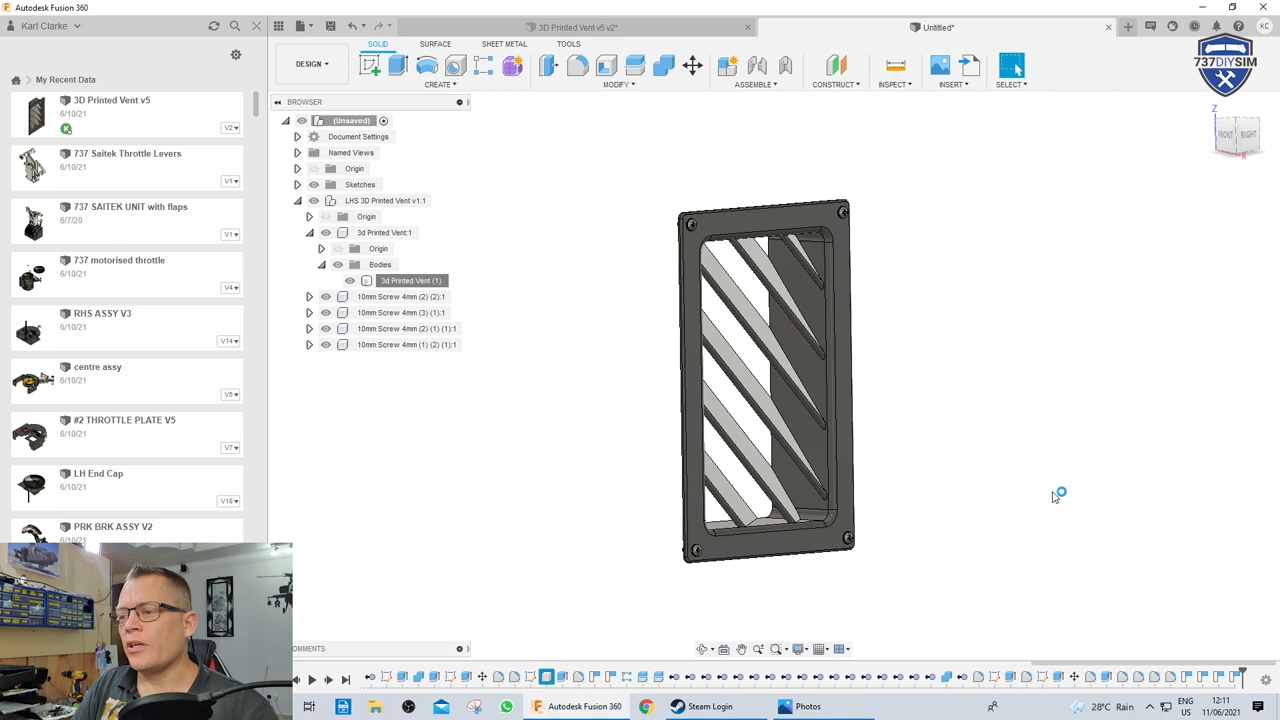 Autodesk Fusion 360
Karl Clarke
3D Printed Vent v5 v2*
Untitled*
KC
SOLID
SURFACE
SHEET METAL
TOOLS
DESIGN
CREATE
MODIFY
ASSEMBLE
CONSTRUCT
INSPECT
INSERT
SELECT
737DIYSIM
My Recent Data
BROWSER
3D Printed Vent v5
6/10/21
K
V2
737 Saitek Throttle Levers
6/10/21
V1
737 SAITEK UNIT with flaps
6/7/20
V1
737 motorised throttle
6/10/21
V4
RHS ASSY V3
6/10/21
V14
centre assy
6/10/21
V5
#2 THROTTLE PLATE V5
6/10/21
V7
LH End Cap
6/10/21
V18
PRK BRK ASSY V2
6/10/21
(Unsaved)
Document Settings
Named Views
Origin
Sketches
LHS 3D Printed Vent v1:1
Origin
3d Printed Vent:1
Origin
Bodies
3d Printed Vent (1)
10mm Screw 4mm (2) (2):1
10mm Screw 4mm (3) (1):1
10mm Screw 4mm (2) (1) (1):1
10mm Screw 4mm (1) (2) (1):1
Z
FRONT
RIGHT
X
OMMENTS
Autodesk Fusion 360
Steam Login
Photos
28°C Rain
ENG
US
12:11
11/06/2021